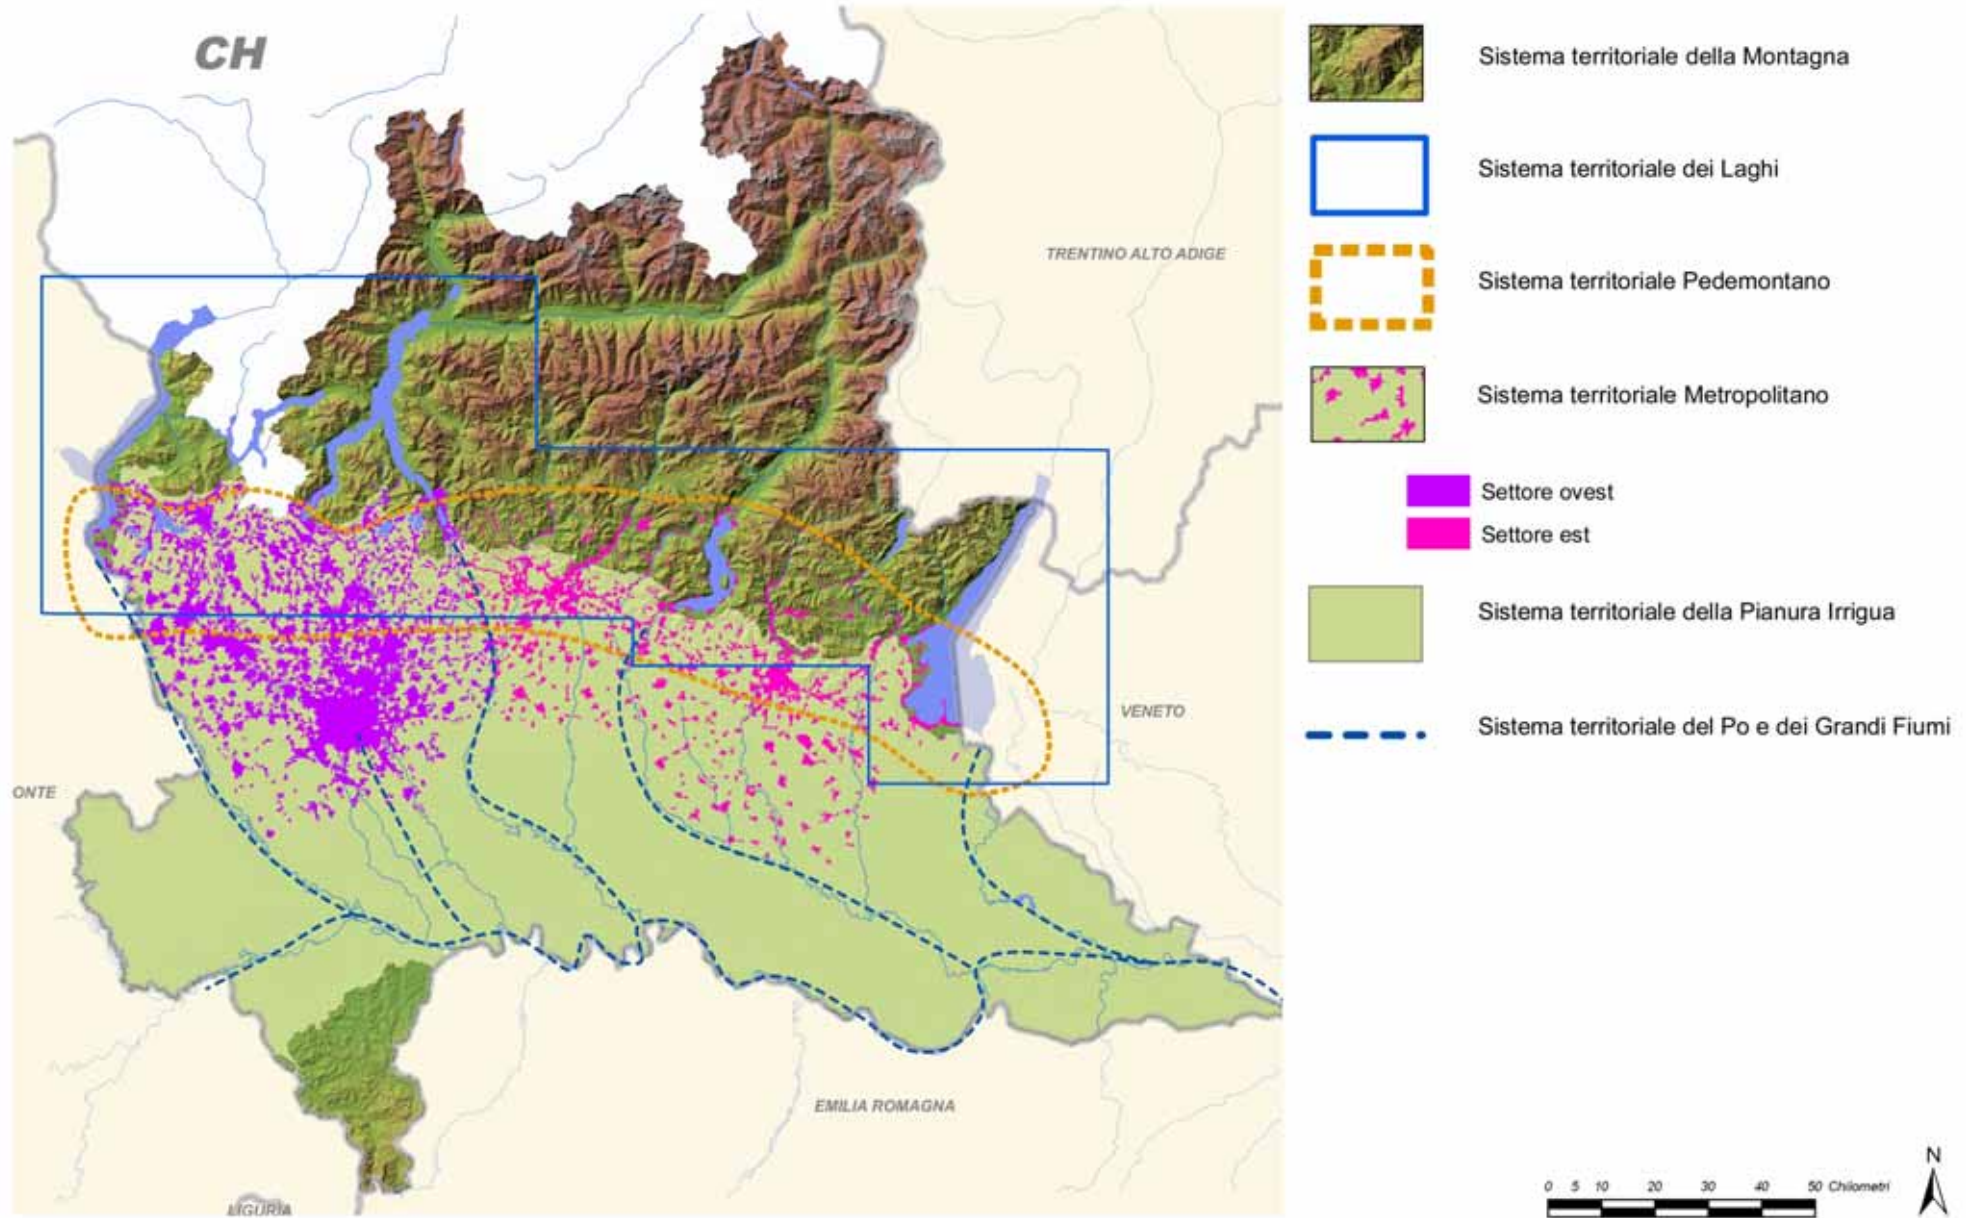 CH
TRENTINO ALTO ADIGE
VENETO
ONTE
EMILIA ROMAGNA
LIGURIA
Sistema territoriale della Montagna
Sistema territoriale dei Laghi
Sistema territoriale Pedemontano
Sistema territoriale Metropolitano
Settore ovest
Settore est
Sistema territoriale della Pianura Irrigua
Sistema territoriale del Po e dei Grandi Fiumi
N
0 5 10 20 30 40 50 Chilometri